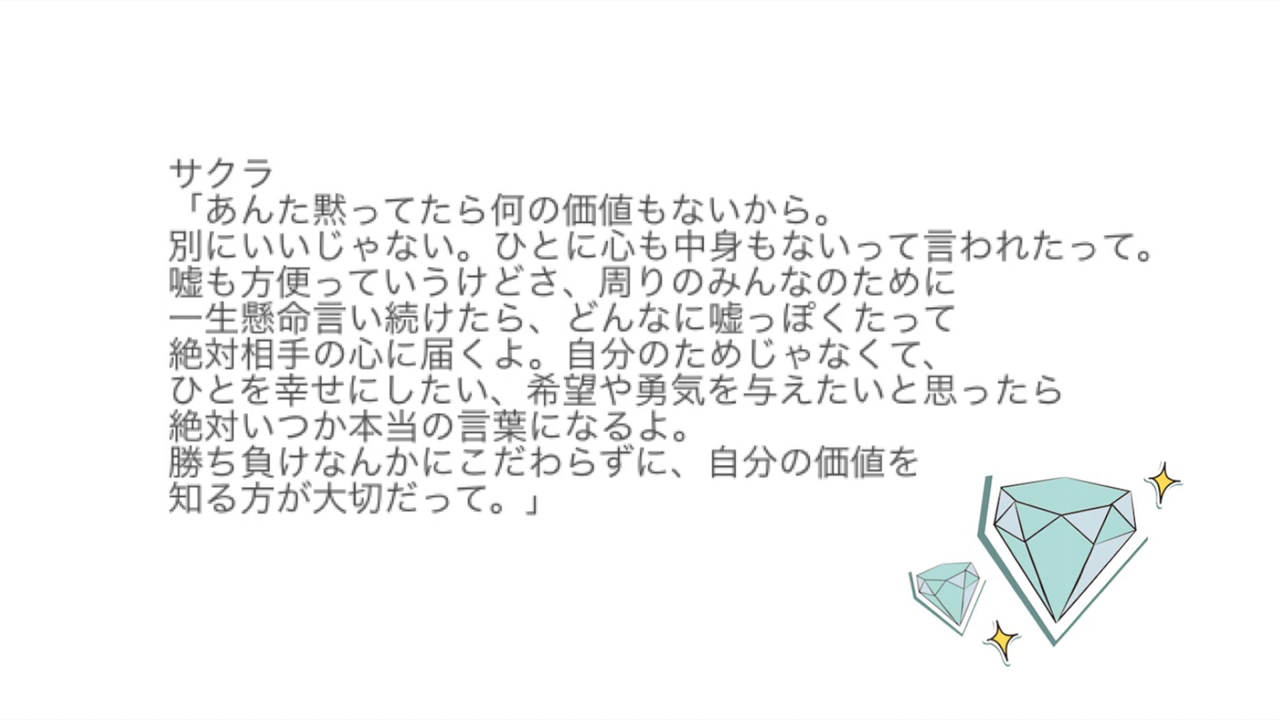 サクラ
「あんた黙ってたら何の価値もないから。
別にいいじゃない。ひとに心も中身もないって言われたって。
嘘も方便っていうけどさ、周りのみんなのために
一生懸命言い続けたら、どんなに嘘っぽくたって
絶対相手の心に届くよ。自分のためじゃなくて、
ひとを幸せにしたい、希望や勇気を与えたいと思ったら
絶対いつか本当の言葉になるよ。
勝ち負けなんかにこだわらずに、自分の価値を
知る方が大切だって。」